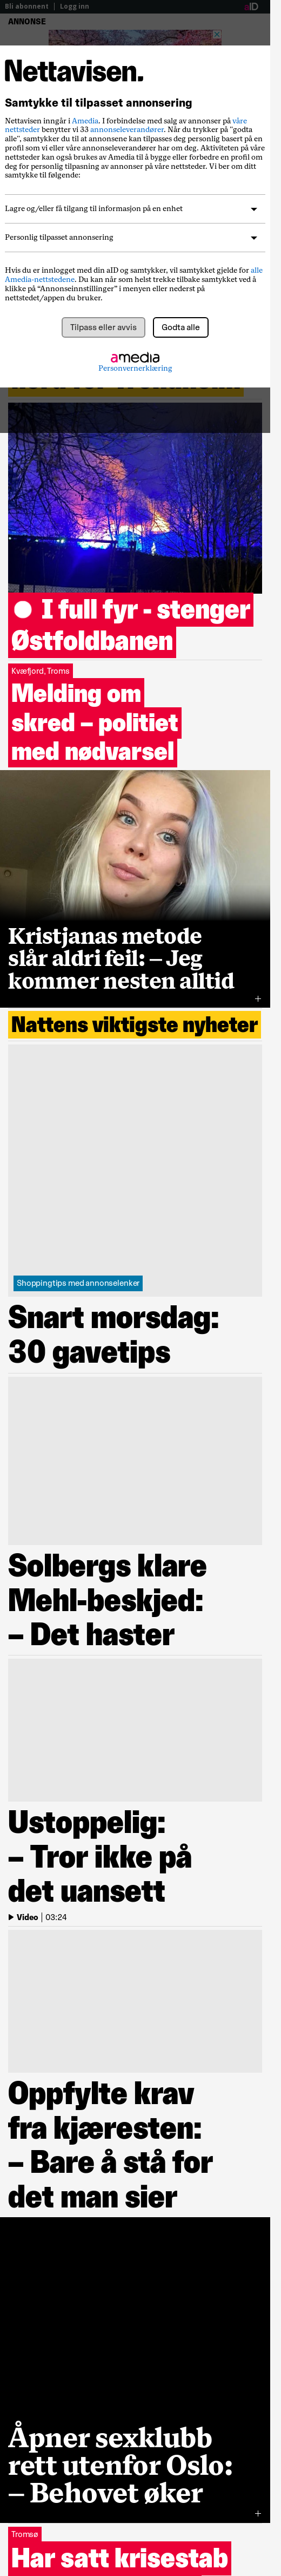 Bli abonnent | Logg inn
aID
ANNONSE
Nettavisen.
Samtykke til tilpasset annonsering
Nettavisen inngår i Amedia. I forbindelse med salg av annonser på våre
nettsteder benytter vi 33 annonseleverandører. Når du trykker på "godta
alle", samtykker du til at annonsene kan tilpasses deg personlig basert på en
profil som vi eller våre annonseleverandører har om deg. Aktiviteten på våre
nettsteder kan også brukes av Amedia til å bygge eller forbedre en profil om
deg for personlig tilpasning av annonser på våre nettsteder. Vi ber om ditt
samtykke til følgende:
Lagre og/eller få tilgang til informasjon på en enhet
Personlig tilpasset annonsering
Hvis du er innlogget med din aID og samtykker, vil samtykket gjelde for alle
Amedia-nettstedene. Du kan når som helst trekke tilbake samtykket ved å
klikke på "Annonseinnstillinger" i menyen eller nederst på
nettstedet/appen du bruker.
Tilpass eller avvis
Godta alle
amedia
Personvernerklæring
I full fyr - stenger
Østfoldbanen
Kvæfjord, Troms
Melding om
skred – politiet
med nødvarsel
Kristjanas metode
slår aldri feil: – Jeg
kommer nesten alltid
Nattens viktigste nyheter
Shoppingtips med annonselenker
Snart morsdag:
30 gavetips
Solbergs klare
Mehl-beskjed:
– Det haster
Ustoppelig:
– Tror ikke på
det uansett
Video | 03:24
Oppfylte krav
fra kjæresten:
– Bare å stå for
det man sier
Åpner sexklubb
rett utenfor Oslo:
– Behovet øker
Tromsø
Har satt krisestab